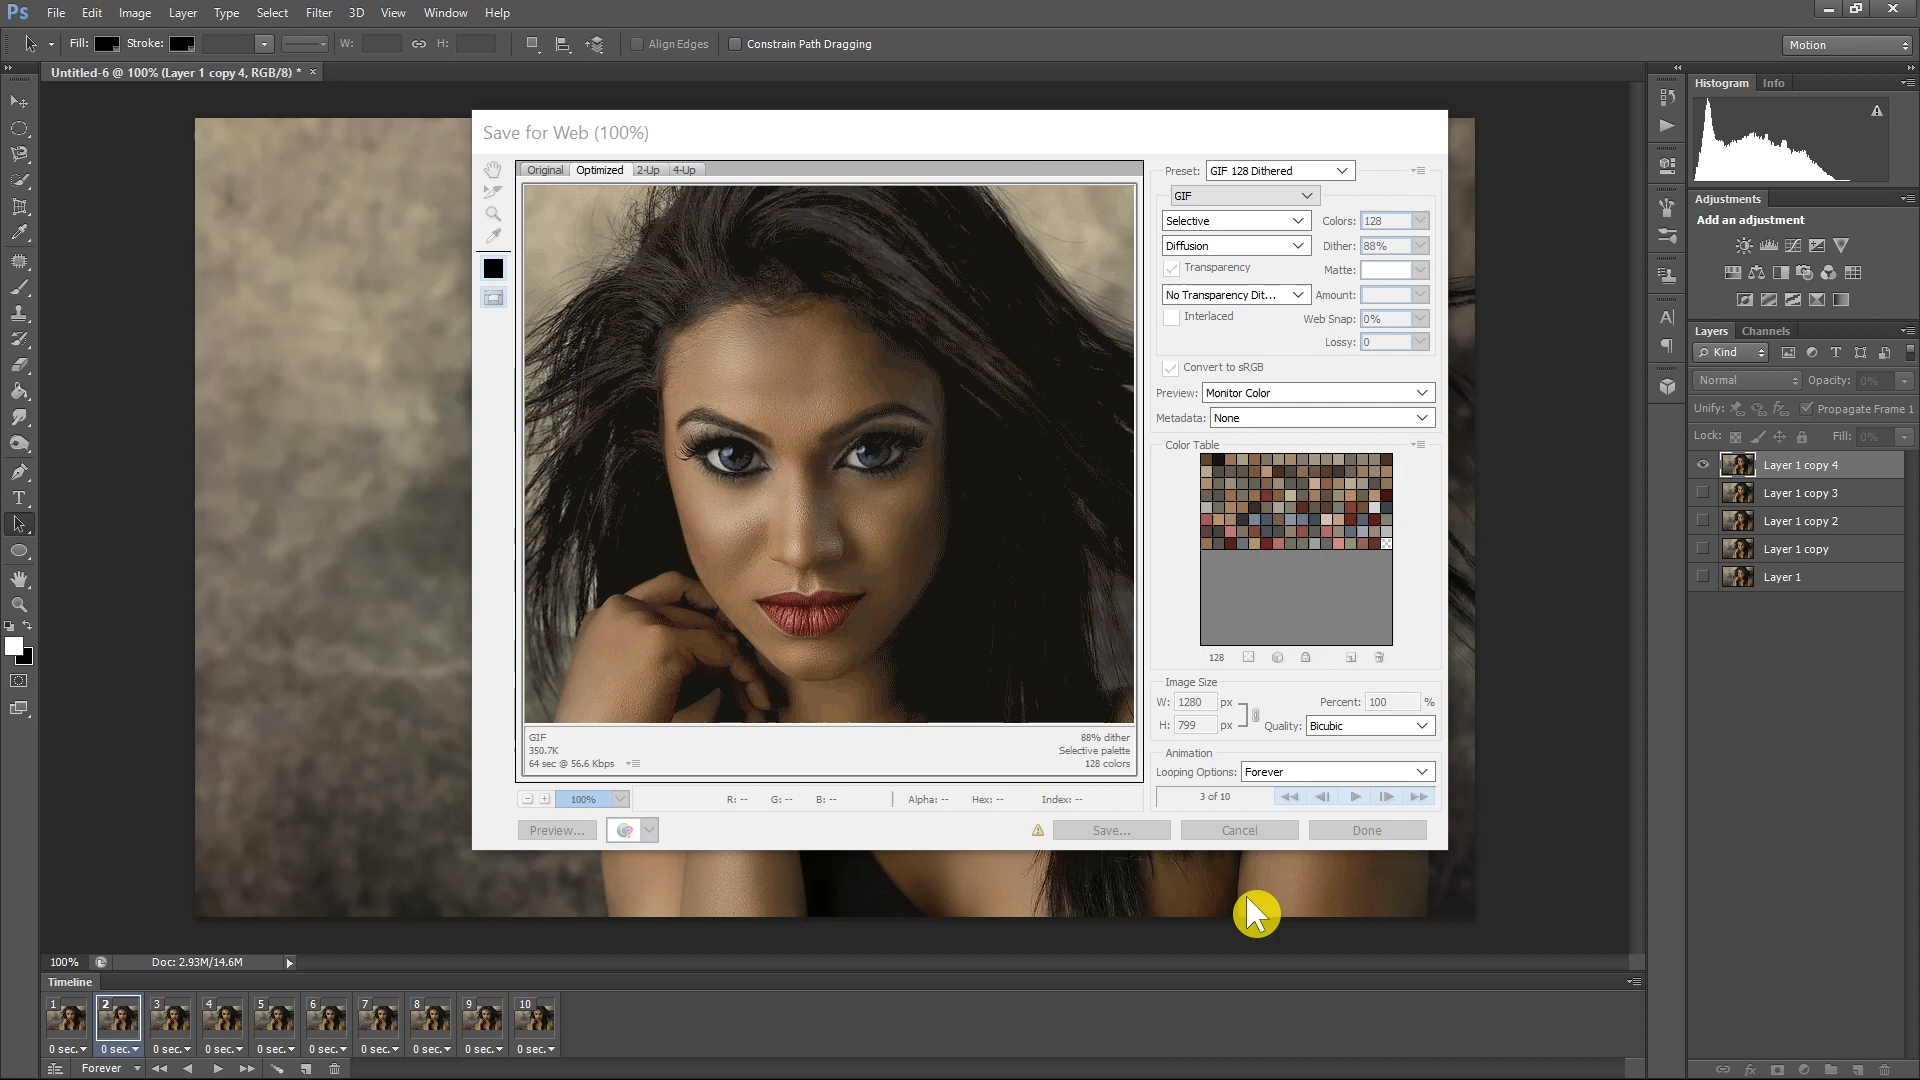 Ps File Edit Image Layer Type Select Filter 3D View Window Help
Fill: Stroke: W: H: Align Edges Constrain Path Dragging Motion
Untitled-6 @ 100% (Layer 1 copy 4, RGB/8) * ×
Save for Web (100%)
Original Optimized 2-Up 4-Up
Preset: GIF 128 Dithered
GIF
Selective Colors: 128
Diffusion Dither: 88%
Transparency Matte:
No Transparency Dit... Amount:
Interlaced Web Snap: 0%
Lossy: 0
Convert to sRGB
Preview: Monitor Color
Metadata: None
Color Table
128
Image Size
W: 1280 px Percent: 100 %
H: 799 px Quality: Bicubic
Animation
Looping Options: Forever
3 of 10
GIF 88% dither
350.7K Selective palette
64 sec @ 56.6 Kbps 128 colors
100% R: -- G: -- B: -- Alpha: -- Hex: -- Index: --
Preview... Save... Cancel Done
Histogram Info
Adjustments
Add an adjustment
Layers Channels
Kind T
Normal Opacity: 0%
Unify: Propagate Frame 1
Lock: Fill: 0%
Layer 1 copy 4
Layer 1 copy 3
Layer 1 copy 2
Layer 1 copy
Layer 1
100% Doc: 2.93M/14.6M
Timeline
1 2 3 4 5 6 7 8 9 10
0 sec. 0 sec. 0 sec. 0 sec. 0 sec. 0 sec. 0 sec. 0 sec. 0 sec. 0 sec.
Forever
fx